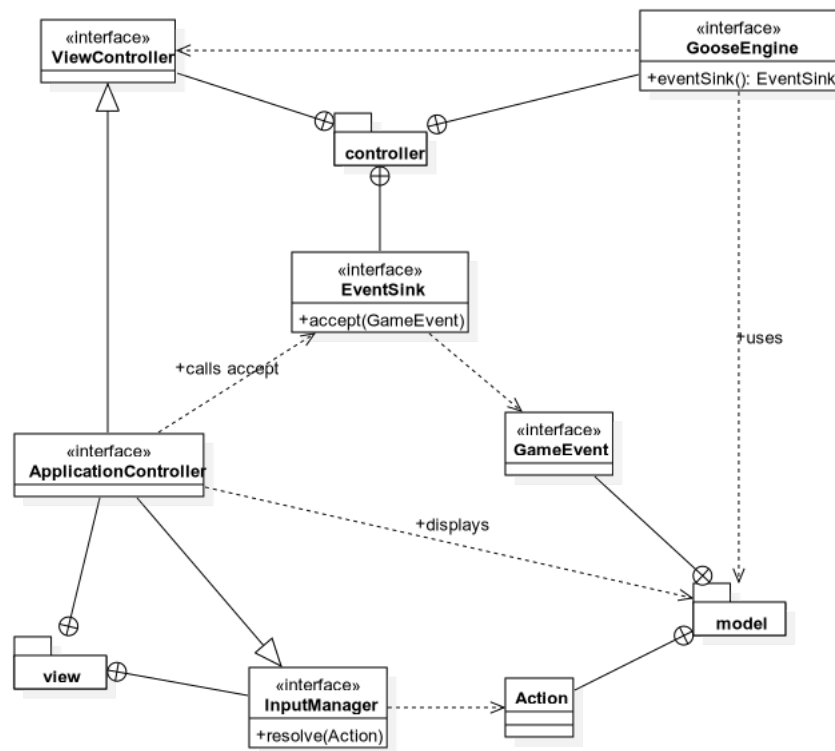 «interface»
ViewController
«interface»
GooseEngine
+eventSink(): EventSink
controller
«interface»
EventSink
+accept(GameEvent)
+uses
+calls accept
«interface»
GameEvent
«interface»
ApplicationController
+displays
model
view
«interface»
InputManager
+resolve(Action)
Action